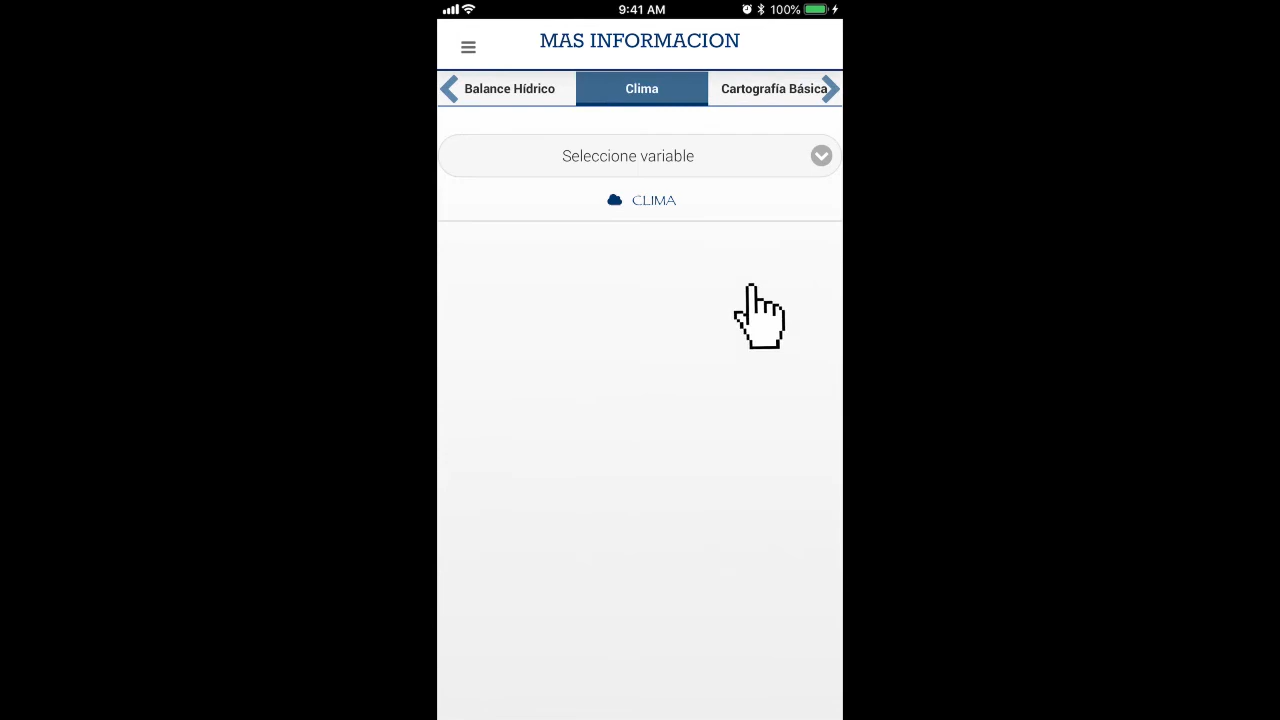 9:41 AM 100%
MAS INFORMACION
Balance Hídrico Clima Cartografía Básica
Seleccione variable
CLIMA